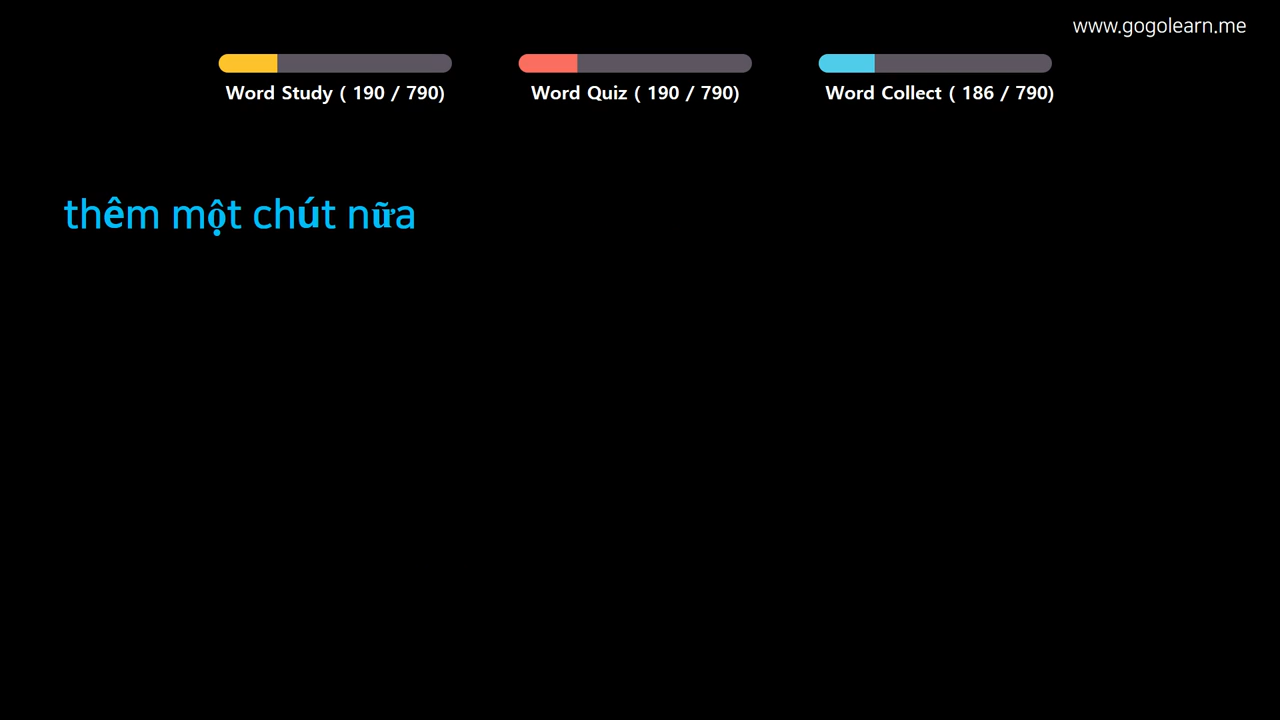 www.gogolearn.me
Word Study ( 190 / 790)
Word Quiz ( 190 / 790)
Word Collect ( 186 / 790)
thêm một chút nữa